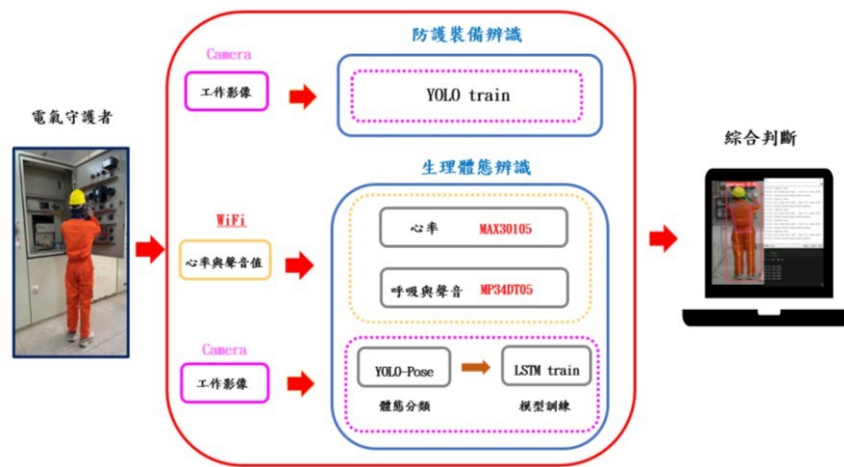 電氣守護者
Camera
工作影像
防護裝備辨識
YOLO train
WiFi
心率與聲音值
生理體態辨識
心率 MAX30105
呼吸與聲音 MP34DT05
Camera
工作影像
YOLO-Pose
LSTM train
體態分類
模型訓練
綜合判斷